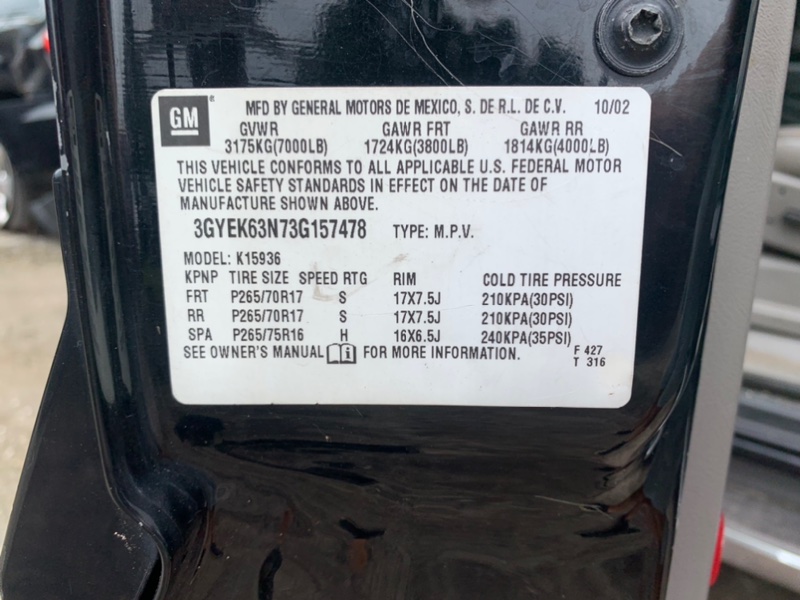 GM ® MFD BY GENERAL MOTORS DE MEXICO, S. DE R.L. DE C.V. 10/02
GVWR GAWR FRT GAWR RR
3175KG(7000LB) 1724KG(3800LB) 1814KG(4000LB)
THIS VEHICLE CONFORMS TO ALL APPLICABLE U.S. FEDERAL MOTOR
VEHICLE SAFETY STANDARDS IN EFFECT ON THE DATE OF
MANUFACTURE SHOWN ABOVE.
3GYEK63N73G157478 TYPE: M.P.V.
MODEL: K15936
KPNP TIRE SIZE SPEED RTG RIM COLD TIRE PRESSURE
FRT P265/70R17 S 17X7.5J 210KPA(30PSI)
RR P265/70R17 S 17X7.5J 210KPA(30PSI)
SPA P265/75R16 H 16X6.5J 240KPA(35PSI)
SEE OWNER'S MANUAL FOR MORE INFORMATION. F 427
T 316